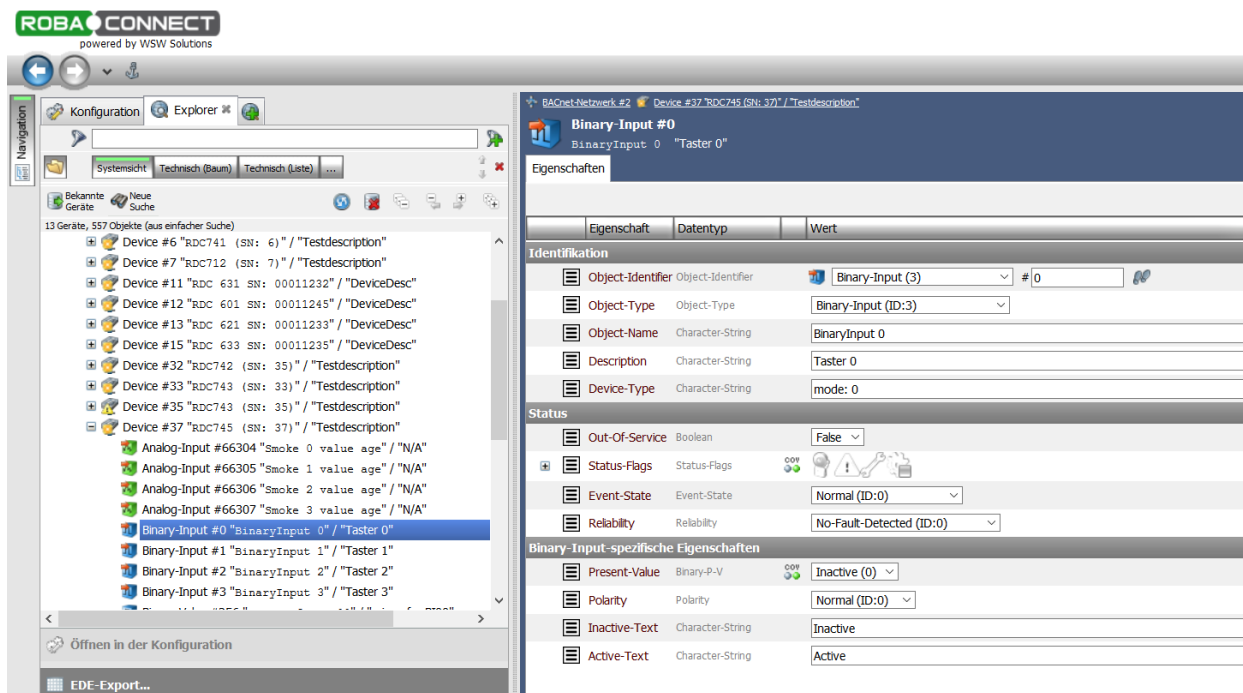 ROBA CONNECT
powered by WSW Solutions
Navigation
Konfiguration Explorer
Systemsicht Technisch (Baum) Technisch (Liste) ...
Bekannte Geräte Neue Suche
13 Geräte, 557 Objekte (aus einfacher Suche)
Device #6 "RDC741 (SN: 6)" / "Testdescription"
Device #7 "RDC712 (SN: 7)" / "Testdescription"
Device #11 "RDC 631 SN: 00011232" / "DeviceDesc"
Device #12 "RDC 601 SN: 00011245" / "DeviceDesc"
Device #13 "RDC 621 SN: 00011233" / "DeviceDesc"
Device #15 "RDC 633 SN: 00011235" / "DeviceDesc"
Device #32 "RDC742 (SN: 35)" / "Testdescription"
Device #33 "RDC743 (SN: 33)" / "Testdescription"
Device #35 "RDC743 (SN: 35)" / "Testdescription"
Device #37 "RDC745 (SN: 37)" / "Testdescription"
Analog-Input #66304 "Smoke 0 value age" / "N/A"
Analog-Input #66305 "Smoke 1 value age" / "N/A"
Analog-Input #66306 "Smoke 2 value age" / "N/A"
Analog-Input #66307 "Smoke 3 value age" / "N/A"
Binary-Input #0 "BinaryInput 0" / "Taster 0"
Binary-Input #1 "BinaryInput 1" / "Taster 1"
Binary-Input #2 "BinaryInput 2" / "Taster 2"
Binary-Input #3 "BinaryInput 3" / "Taster 3"
Öffnen in der Konfiguration
EDE-Export...
BACnet-Netzwerk #2 Device #37 "RDC745 (SN: 37)" / "Testdescription"
Binary-Input #0
BinaryInput 0 "Taster 0"
Eigenschaften
Eigenschaft Datentyp Wert
Identifikation
Object-Identifier Object-Identifier Binary-Input (3) # 0
Object-Type Object-Type Binary-Input (ID:3)
Object-Name Character-String BinaryInput 0
Description Character-String Taster 0
Device-Type Character-String mode: 0
Status
Out-Of-Service Boolean False
Status-Flags Status-Flags COV
Event-State Event-State Normal (ID:0)
Reliability Reliability No-Fault-Detected (ID:0)
Binary-Input-spezifische Eigenschaften
Present-Value Binary-P-V COV Inactive (0)
Polarity Polarity Normal (ID:0)
Inactive-Text Character-String Inactive
Active-Text Character-String Active